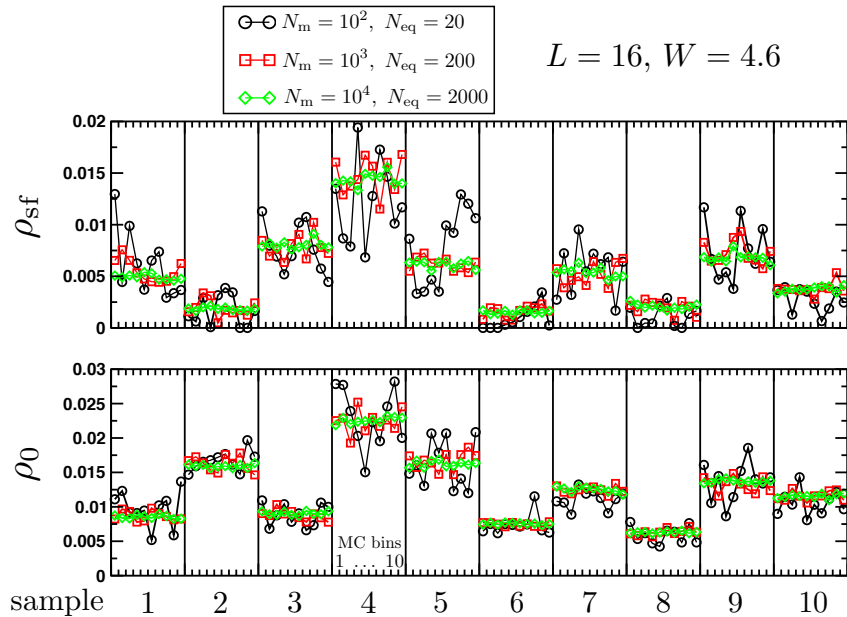 N_m = 10^2, N_eq = 20
N_m = 10^3, N_eq = 200
N_m = 10^4, N_eq = 2000
L = 16, W = 4.6
ρ_sf
0.02
0.015
0.01
0.005
0
ρ_0
0.03
0.025
0.02
0.015
0.01
0.005
0
MC bins
1 ... 10
sample 1 2 3 4 5 6 7 8 9 10